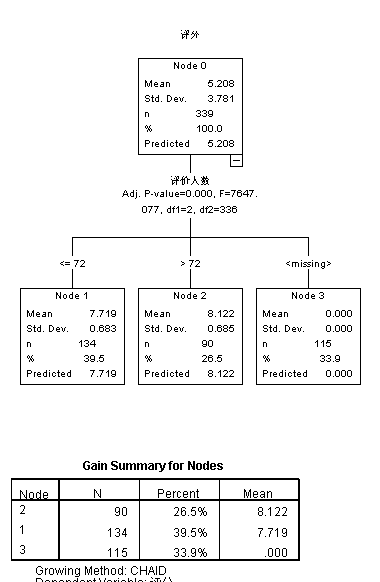 评分
Node 0
Mean 5.208
Std. Dev. 3.781
n 339
% 100.0
Predicted 5.208
评价人数
Adj. P-value=0.000, F=7647.
077, df1=2, df2=336
<= 72
> 72
<missing>
Node 1
Mean 7.719
Std. Dev. 0.683
n 134
% 39.5
Predicted 7.719
Node 2
Mean 8.122
Std. Dev. 0.685
n 90
% 26.5
Predicted 8.122
Node 3
Mean 0.000
Std. Dev. 0.000
n 115
% 33.9
Predicted 0.000
Gain Summary for Nodes
Node N Percent Mean
2 90 26.5% 8.122
1 134 39.5% 7.719
3 115 33.9% .000
Growing Method: CHAID
Dependent Variable: 评分